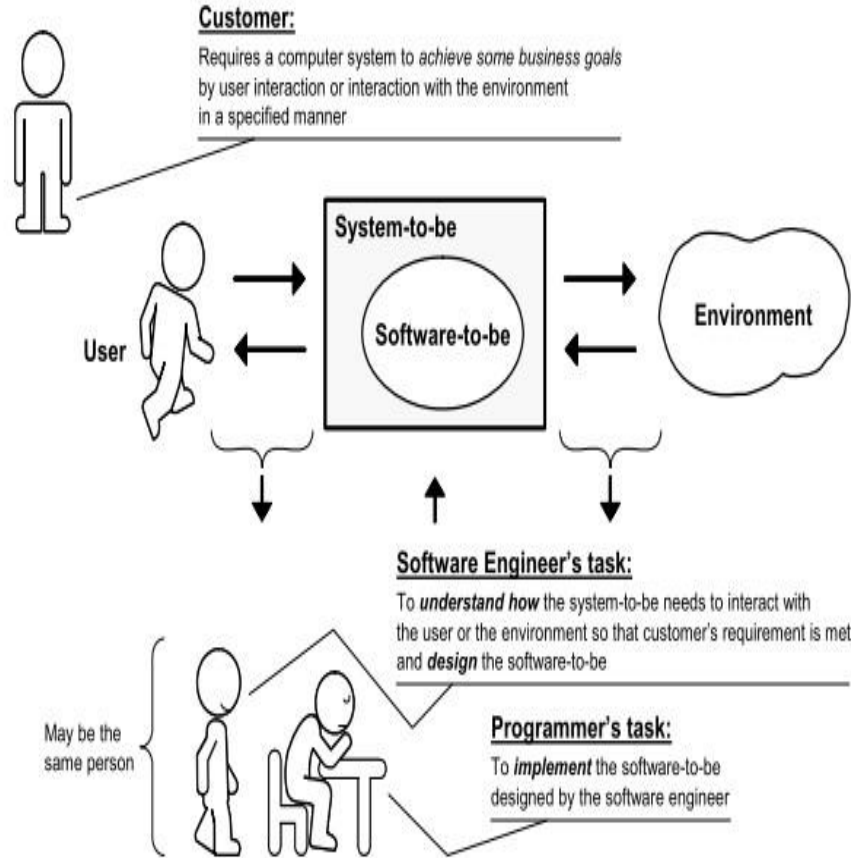 Customer:
Requires a computer system to achieve some business goals
by user interaction or interaction with the environment
in a specified manner
System-to-be
Software-to-be
User
Environment
Software Engineer's task:
To understand how the system-to-be needs to interact with
the user or the environment so that customer's requirement is met
and design the software-to-be
May be the
same person
Programmer's task:
To implement the software-to-be
designed by the software engineer